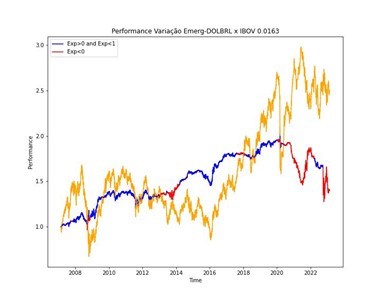 Performance Variação Emerg-DOLBRL x IBOV 0.0163
Exp>0 and Exp<1
Exp<0
Performance
3.0
2.5
2.0
1.5
1.0
2008 2010 2012 2014 2016 2018 2020 2022
Time